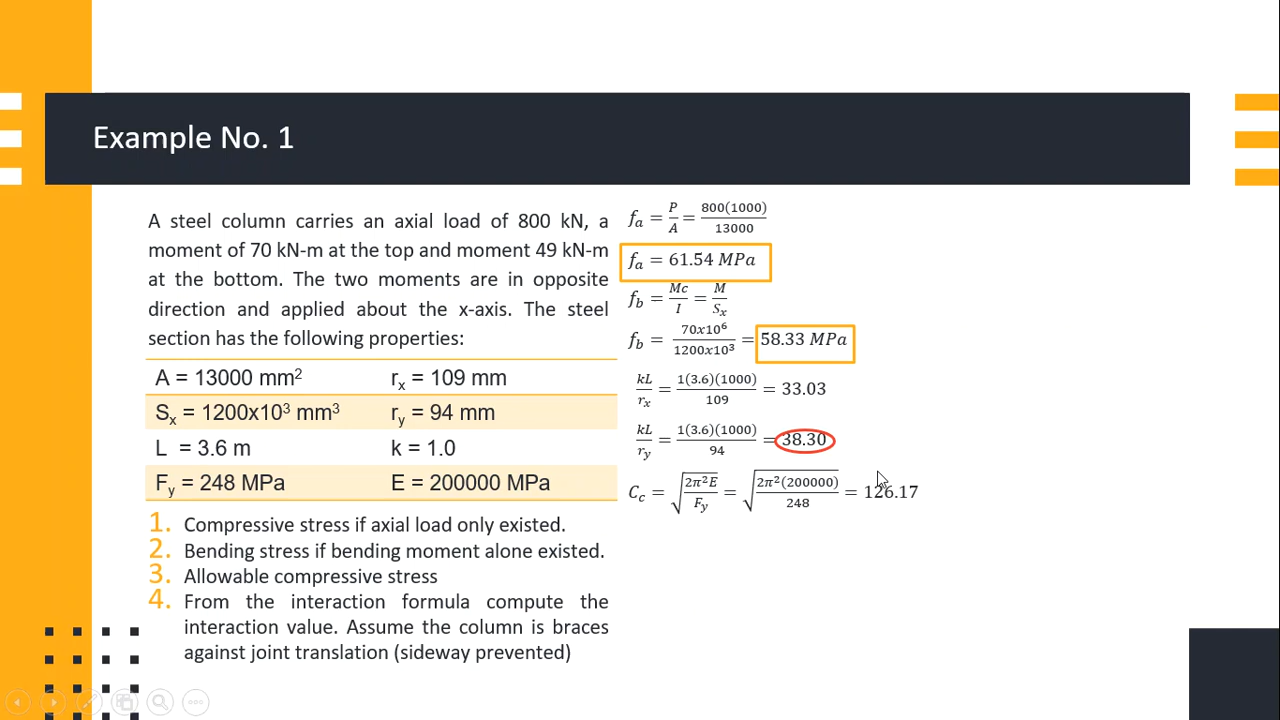 Example No. 1
A steel column carries an axial load of 800 kN, a
moment of 70 kN-m at the top and moment 49 kN-m
at the bottom. The two moments are in opposite
direction and applied about the x-axis. The steel
section has the following properties:
A = 13000 mm² rₓ = 109 mm
Sₓ = 1200x10³ mm³ r_y = 94 mm
L = 3.6 m k = 1.0
F_y = 248 MPa E = 200000 MPa
1. Compressive stress if axial load only existed.
2. Bending stress if bending moment alone existed.
3. Allowable compressive stress
4. From the interaction formula compute the
interaction value. Assume the column is braces
against joint translation (sideway prevented)
f_a = P/A = 800(1000)/13000
f_a = 61.54 MPa
f_b = Mc/I = M/Sₓ
f_b = 70x10⁶/1200x10³ = 58.33 MPa
kL/rₓ = 1(3.6)(1000)/109 = 33.03
kL/r_y = 1(3.6)(1000)/94 = 38.30
C_c = √(2π²E/F_y) = √(2π²(200000)/248) = 126.17